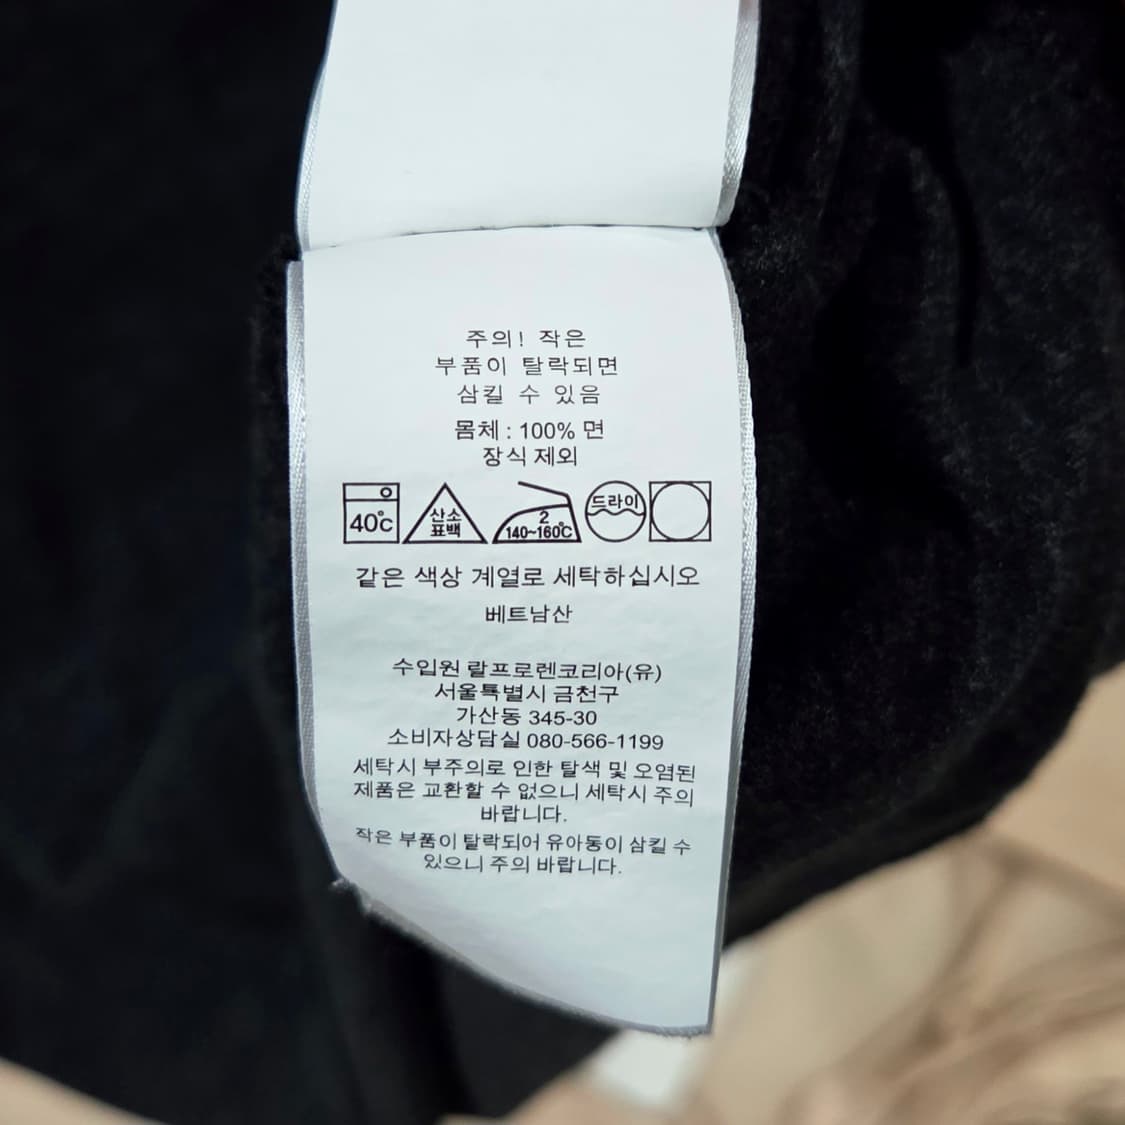 주의! 작은
부품이 탈락되면
삼킬 수 있음
몸체 : 100% 면
장식 제외
40℃ 산소 표백 2 140~160℃ 드라이
같은 색상 계열로 세탁하십시오
베트남산
수입원 랄프로렌코리아(유)
서울특별시 금천구
가산동 345-30
소비자상담실 080-566-1199
세탁시 부주의로 인한 탈색 및 오염된
제품은 교환할 수 없으니 세탁시 주의
바랍니다.
작은 부품이 탈락되어 유아동이 삼킬 수
있으니 주의 바랍니다.